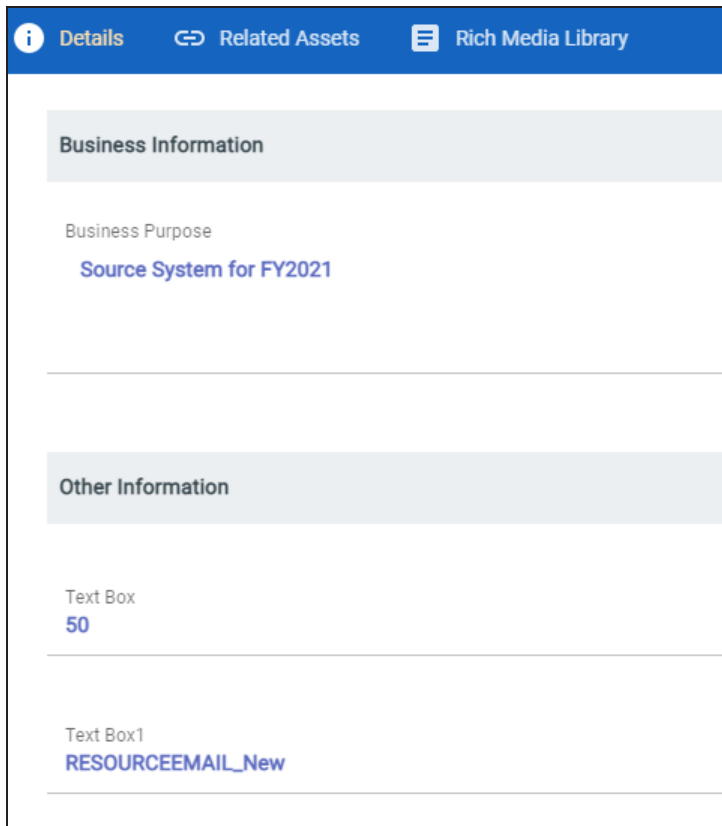 Details Related Assets Rich Media Library
Business Information
Business Purpose
Source System for FY2021
Other Information
Text Box
50
Text Box1
RESOURCEEMAIL_New